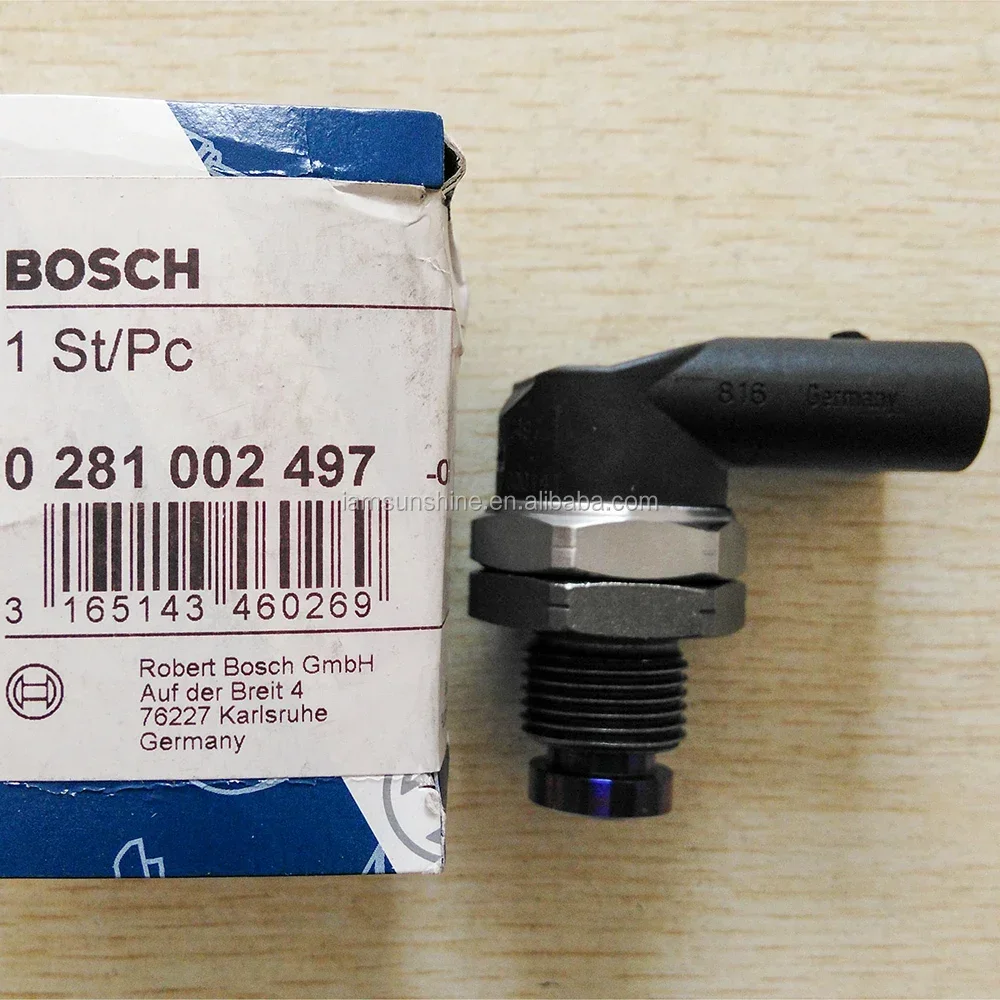 BOSCH
1 St/Pc
0 281 002 497 -0
3 165143 460269
Robert Bosch GmbH
Auf der Breit 4
76227 Karlsruhe
Germany
816 Germany
iamsunshine.en.alibaba.com